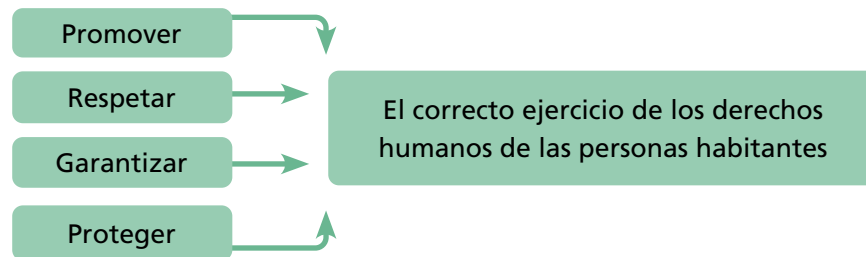 Promover
Respetar
Garantizar
Proteger
El correcto ejercicio de los derechos
humanos de las personas habitantes